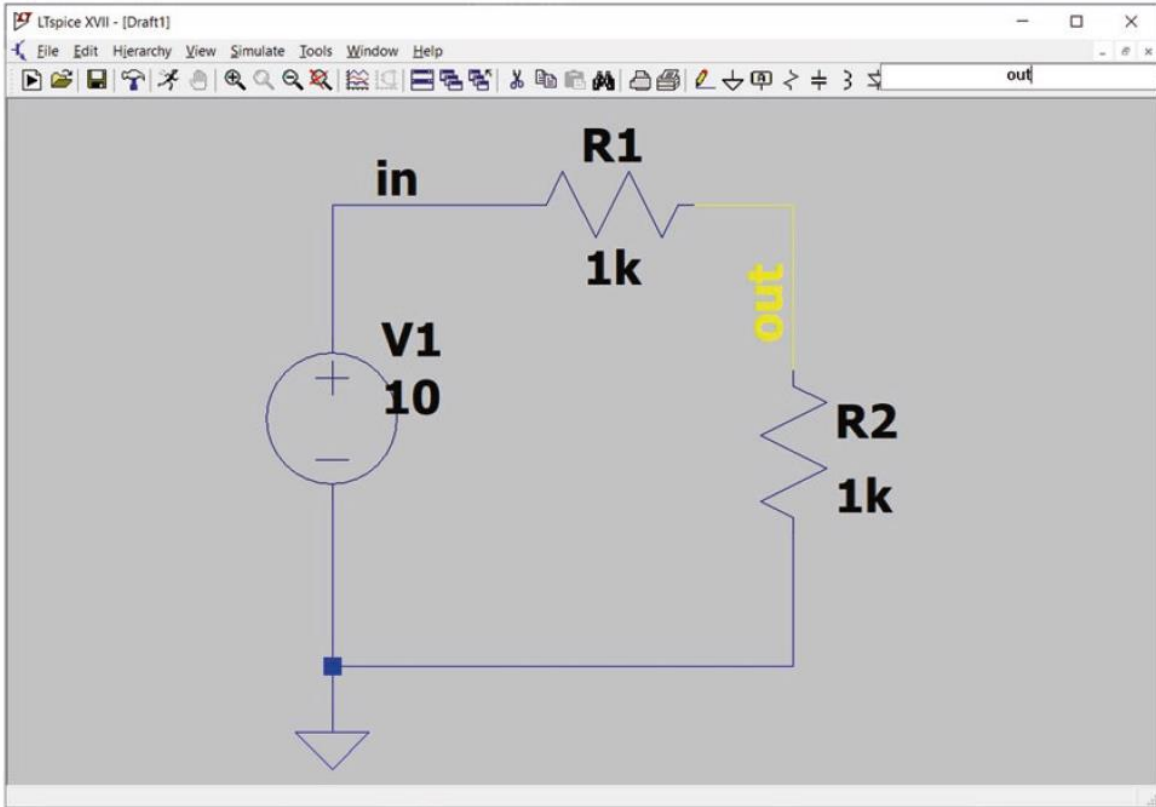 LTspice XVII - [Draft1]
File Edit Hierarchy View Simulate Tools Window Help
out
R1
in
1k
out
V1
10
R2
1k